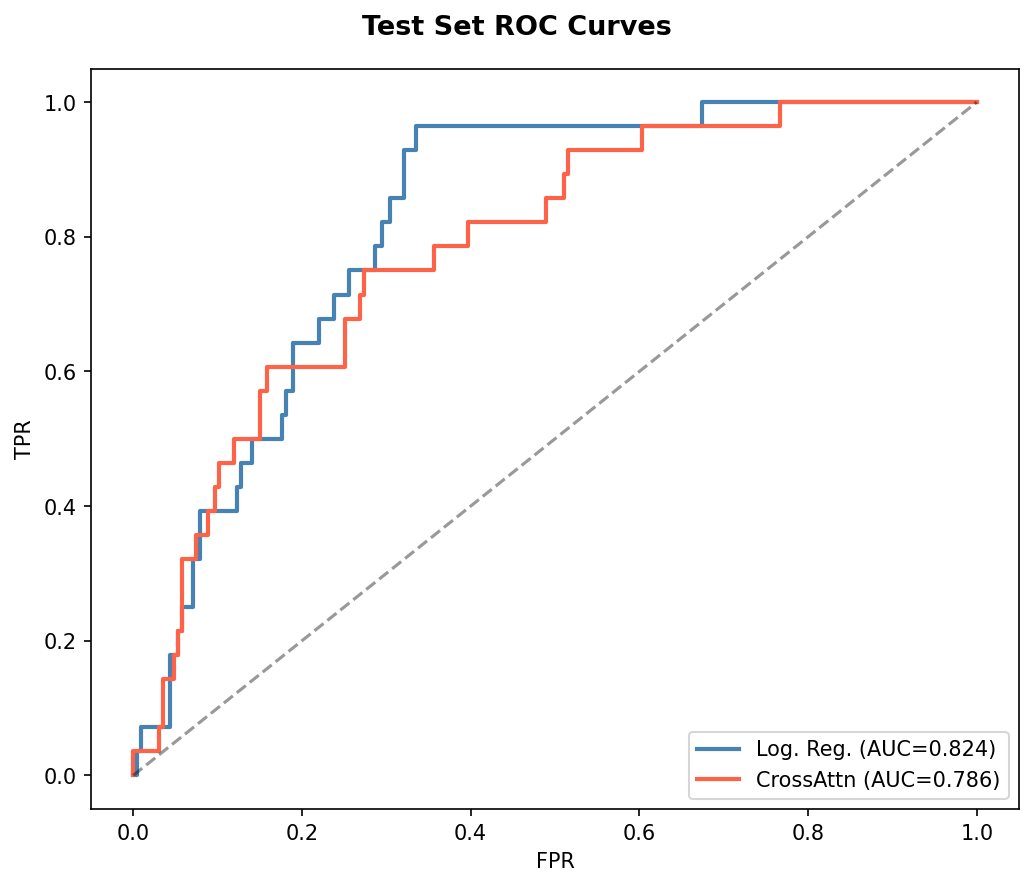 Test Set ROC Curves
TPR
1.0
0.8
0.6
0.4
0.2
0.0
0.0 0.2 0.4 0.6 0.8 1.0
FPR
Log. Reg. (AUC=0.824)
CrossAttn (AUC=0.786)